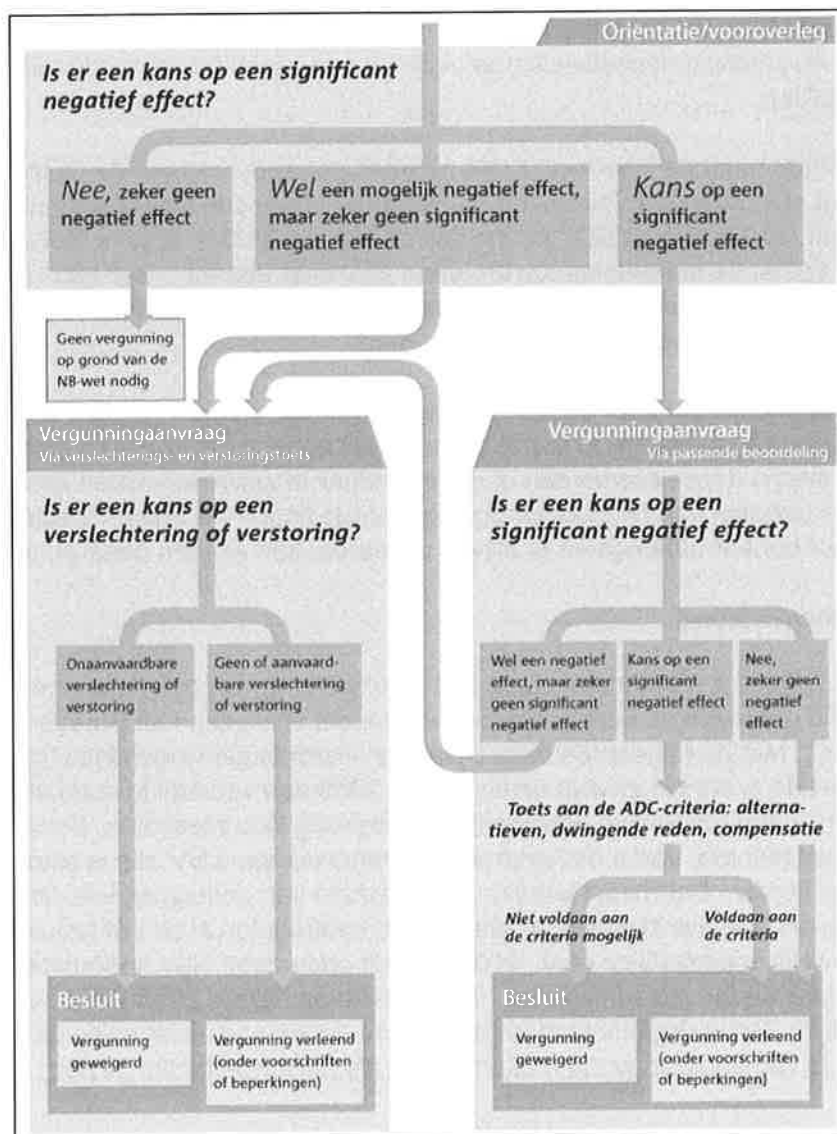 Oriëntatie/vooroverleg
Is er een kans op een significant
negatief effect?
Nee, zeker geen
negatief effect
Wel een mogelijk negatief effect,
maar zeker geen significant
negatief effect
Kans op een
significant
negatief effect
Geen vergunning
op grond van de
NB-wet nodig
Vergunningaanvraag
Via verslechterings- en verstoringstoets
Is er een kans op een
verslechtering of verstoring?
Onaanvaardbare
verslechtering of
verstoring
Geen of aanvaard-
bare verslechtering
of verstoring
Besluit
Vergunning
geweigerd
Vergunning verleend
(onder voorschriften
of beperkingen)
Vergunningaanvraag
Via passende beoordeling
Is er een kans op een
significant negatief effect?
Wel een negatief
effect, maar zeker
geen significant
negatief effect
Kans op een
significant
negatief effect
Nee,
zeker geen
negatief
effect
Toets aan de ADC-criteria: alterna-
tieven, dwingende reden, compensatie
Niet voldaan aan
de criteria mogelijk
Voldaan aan
de criteria
Besluit
Vergunning
geweigerd
Vergunning verleend
(onder voorschriften
of beperkingen)